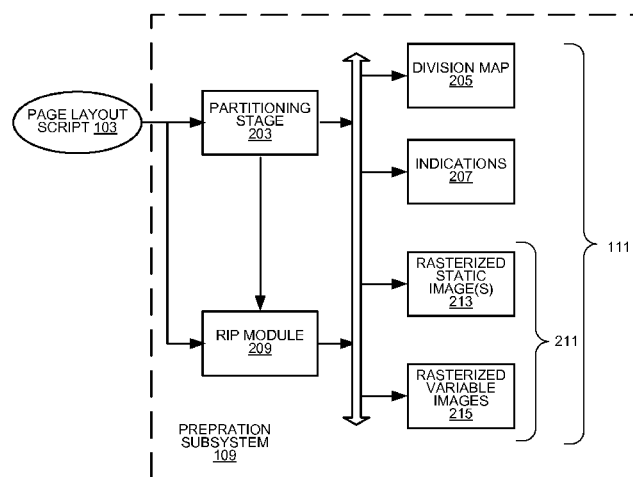 PAGE LAYOUT
SCRIPT 103
PARTITIONING
STAGE
203
RIP MODULE
209
PREPRATION
SUBSYSTEM
109
DIVISION MAP
205
INDICATIONS
207
RASTERIZED
STATIC
IMAGE(S)
213
RASTERIZED
VARIABLE
IMAGES
215
211
111